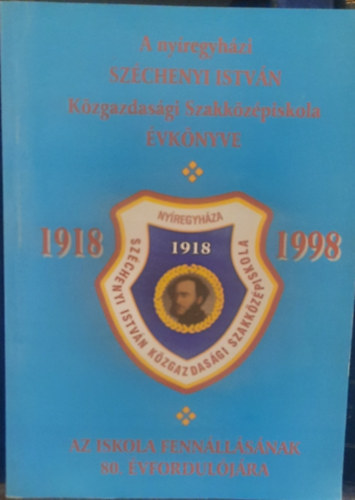 A nyíregyházi
SZÉCHENYI ISTVÁN
Közgazdasági Szakközépiskola
ÉVKÖNYVE
1918
1998
NYÍREGYHÁZA
1918
SZÉCHENYI ISTVÁN KÖZGAZDASÁGI SZAKKÖZÉPISKOLA
AZ ISKOLA FENNÁLLÁSÁNAK
80. ÉVFORDULÓJÁRA